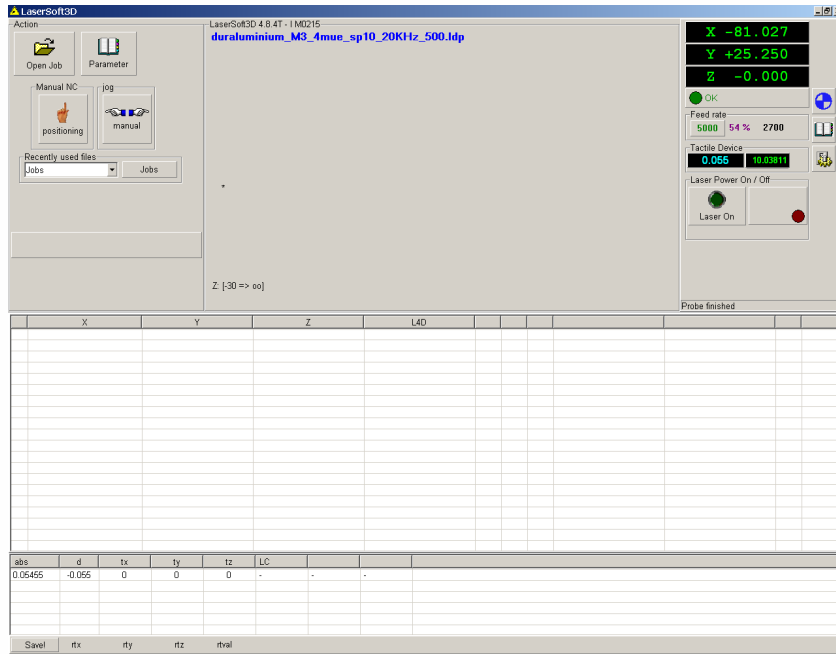 LaserSoft3D
Action
Open Job
Parameter
Manual NC
positioning
jog
manual
Recently used files
Jobs
Jobs
LaserSoft3D 4.8.4T - I M0215
duraluminium_M3_4mue_sp10_20KHz_500.ldp
*
Z: [-30 => oo]
X -81.027
Y +25.250
Z -0.000
OK
Feed rate
5000 54 % 2700
Tactile Device
0.055 10.03811
Laser Power On / Off
Laser On
Probe finished
X Y Z L4D
abs d tx ty tz LC
0.05455 -0.055 0 0 0 - - -
Save! rtx rty rtz rtval